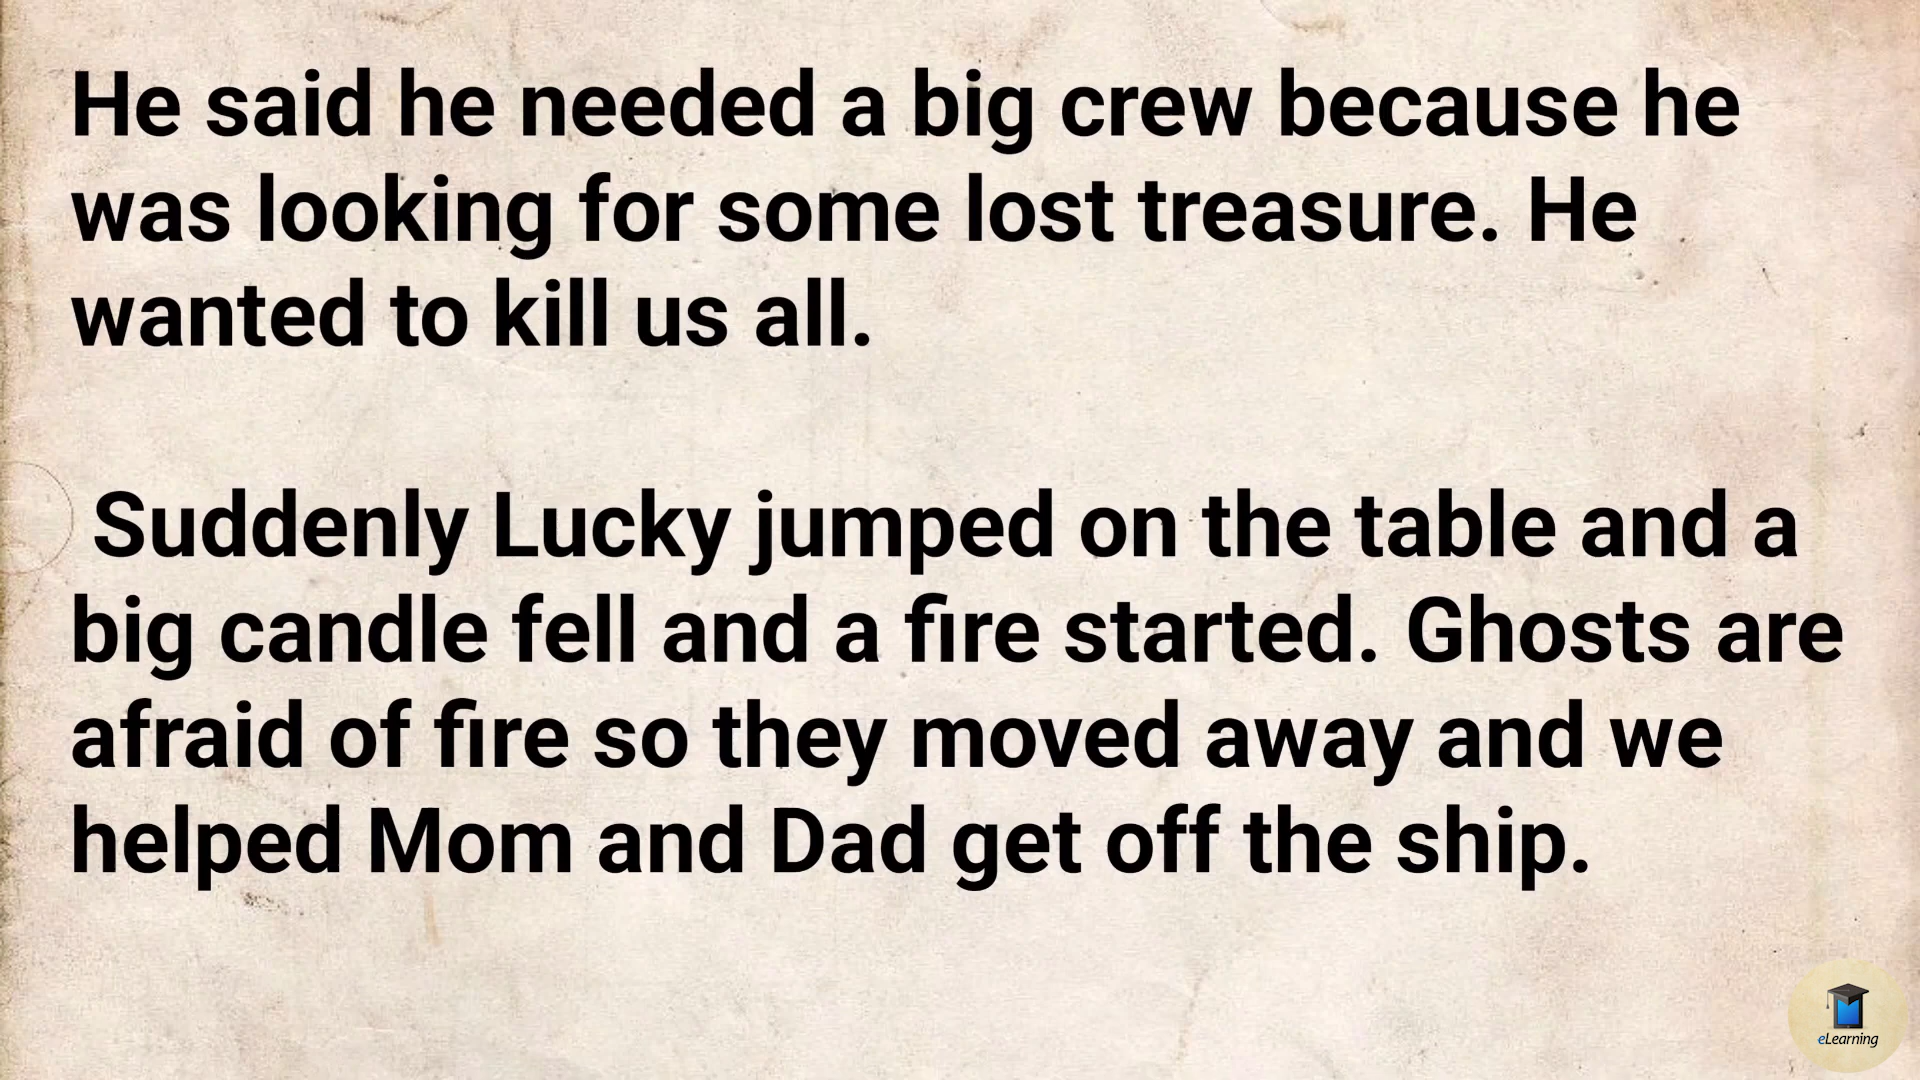 He said he needed a big crew because he
was looking for some lost treasure. He
wanted to kill us all.
Suddenly Lucky jumped on the table and a
big candle fell and a fire started. Ghosts are
afraid of fire so they moved away and we
helped Mom and Dad get off the ship.
eLearning